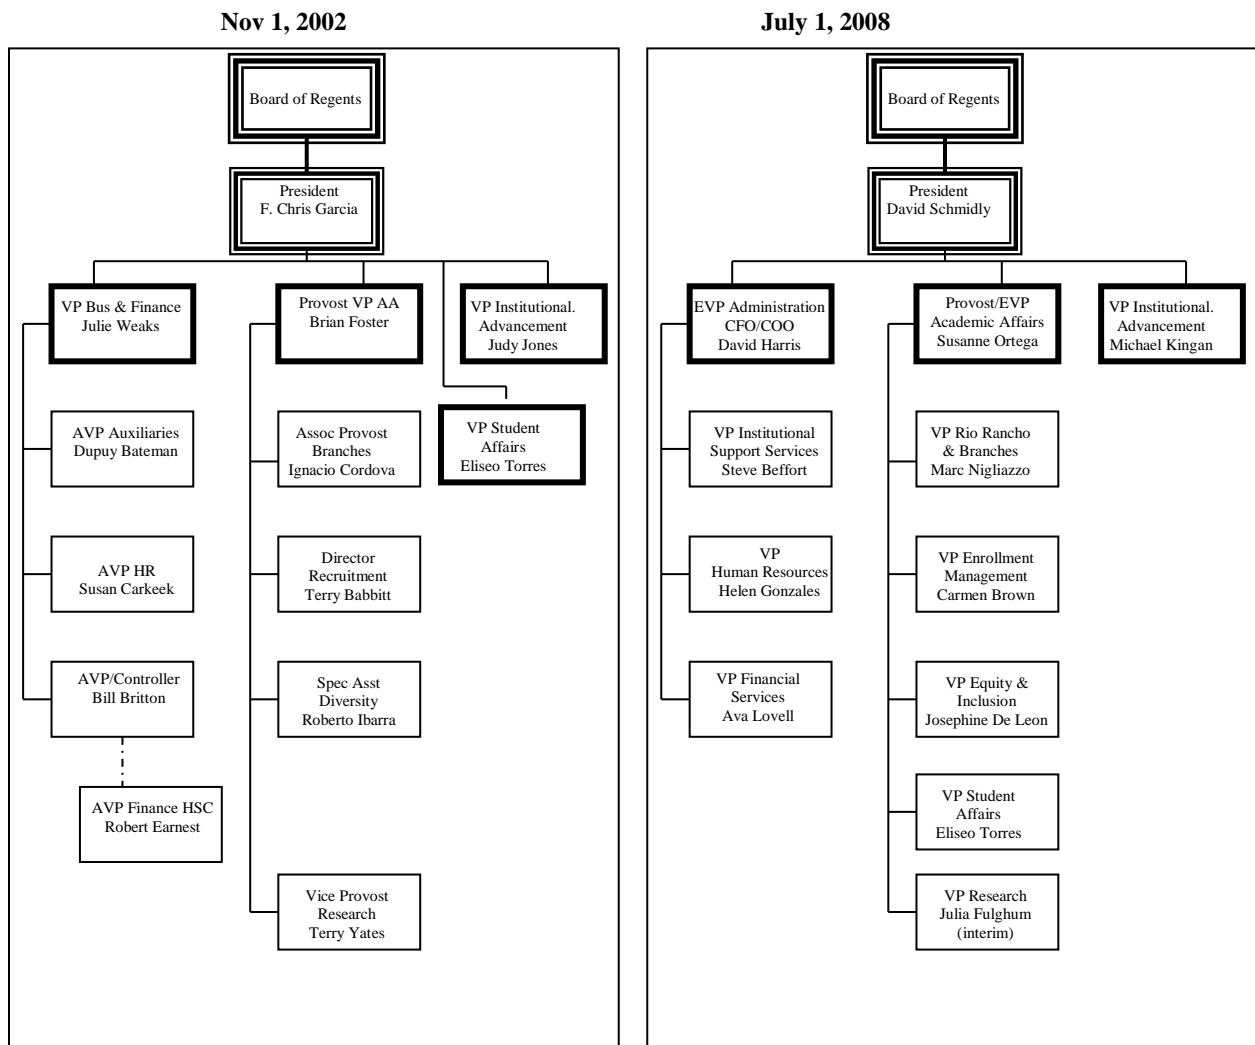 Nov 1, 2002
Board of Regents
President
F. Chris Garcia
VP Bus & Finance
Julie Weaks
Provost VP AA
Brian Foster
VP Institutional.
Advancement
Judy Jones
VP Student
Affairs
Eliseo Torres
AVP Auxiliaries
Dupuy Bateman
Assoc Provost
Branches
Ignacio Cordova
AVP HR
Susan Carkeek
Director
Recruitment
Terry Babbitt
AVP/Controller
Bill Britton
Spec Asst
Diversity
Roberto Ibarra
AVP Finance HSC
Robert Earnest
Vice Provost
Research
Terry Yates
July 1, 2008
Board of Regents
President
David Schmidly
EVP Administration
CFO/COO
David Harris
Provost/EVP
Academic Affairs
Susanne Ortega
VP Institutional.
Advancement
Michael Kingan
VP Institutional
Support Services
Steve Beffort
VP Rio Rancho
& Branches
Marc Nigliazzo
VP
Human Resources
Helen Gonzales
VP Enrollment
Management
Carmen Brown
VP Financial
Services
Ava Lovell
VP Equity &
Inclusion
Josephine De Leon
VP Student
Affairs
Eliseo Torres
VP Research
Julia Fulghum
(interim)